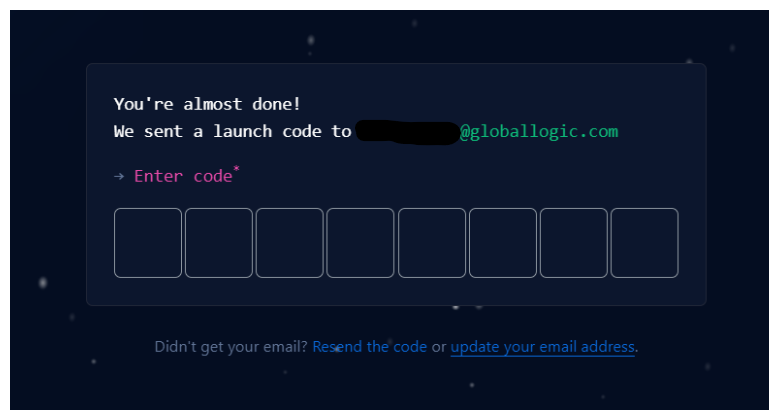 You're almost done!
We sent a launch code to @globallogic.com
→ Enter code*
Didn't get your email? Resend the code or update your email address.